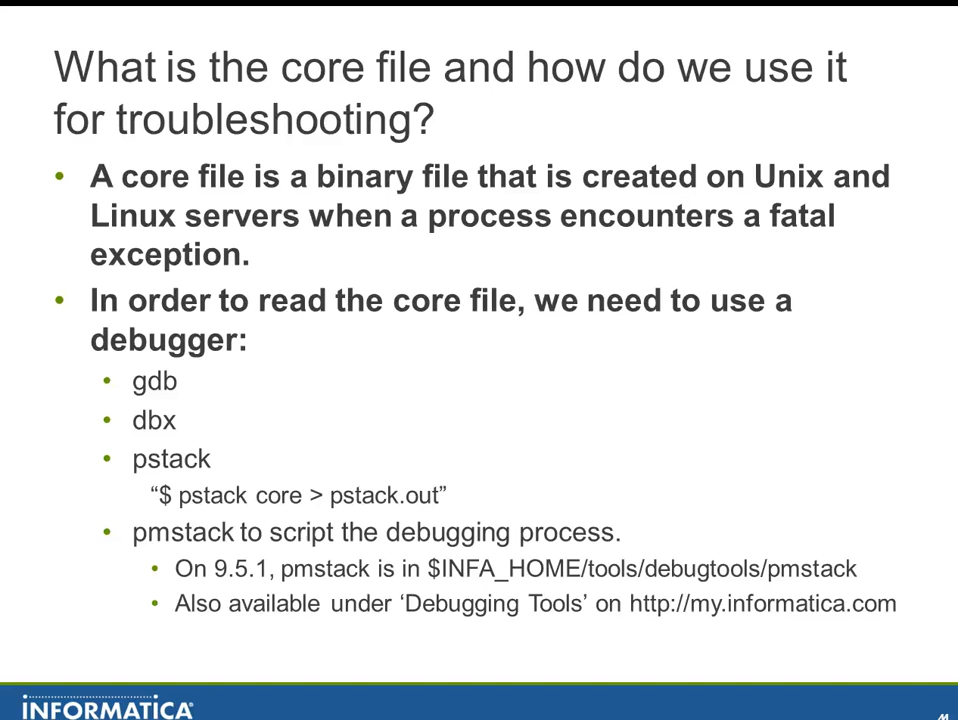 What is the core file and how do we use it
for troubleshooting?
• A core file is a binary file that is created on Unix and
Linux servers when a process encounters a fatal
exception.
• In order to read the core file, we need to use a
debugger:
• gdb
• dbx
• pstack
“$ pstack core > pstack.out”
• pmstack to script the debugging process.
• On 9.5.1, pmstack is in $INFA_HOME/tools/debugtools/pmstack
• Also available under ‘Debugging Tools’ on http://my.informatica.com
INFORMATICA